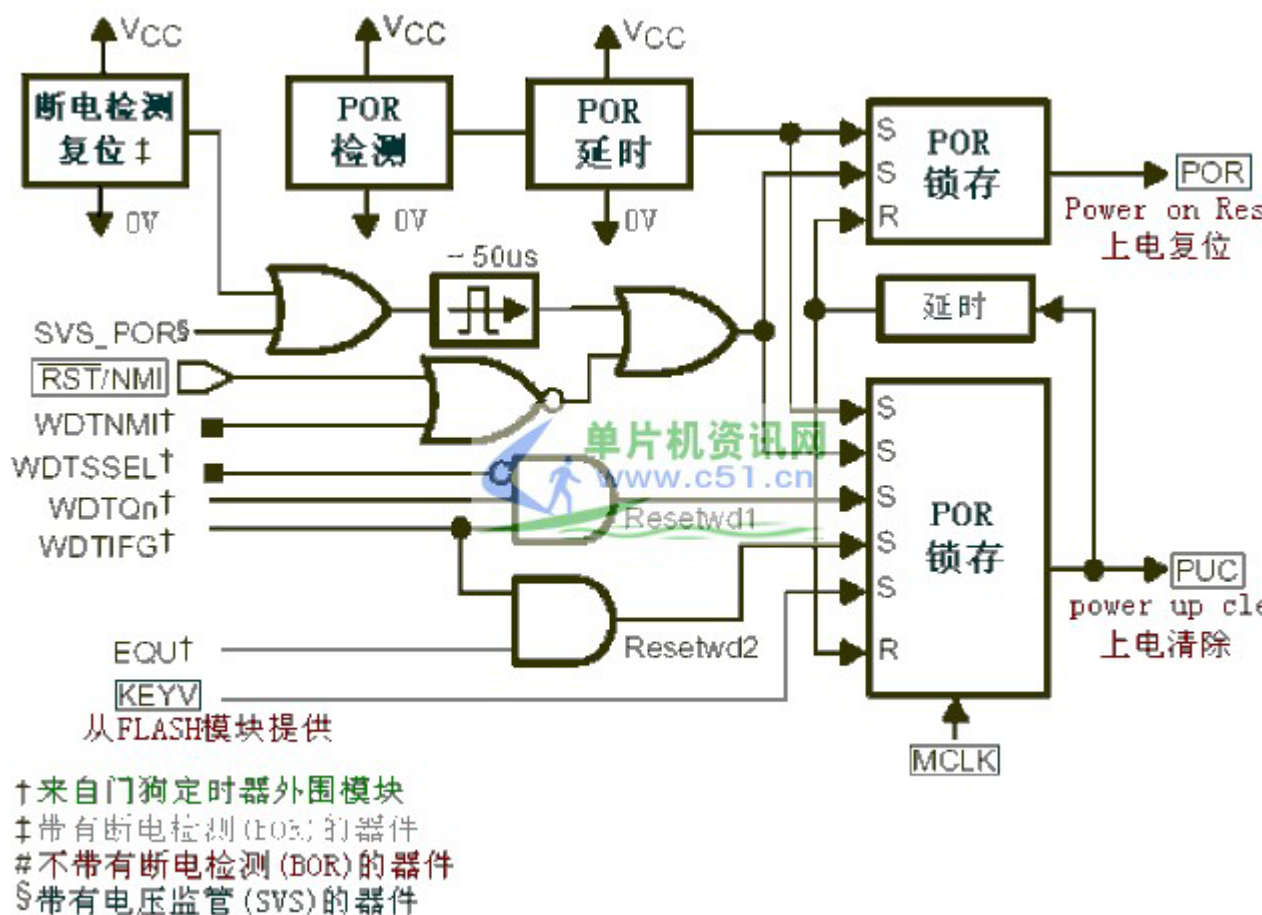 VCC
VCC
VCC
断电检测
复位‡
POR
检测
POR
延时
S
S
R
POR
锁存
POR
Power on Res
上电复位
0V
0V
0V
~50us
延时
SVS_POR§
RST/NMI
WDTNMI†
WDTSSEL†
WDTQn†
WDTIFG†
单片机资讯网
www.c51.cn
Resetwd1
S
S
S
S
S
R
POR
锁存
PUC
power up cle
上电清除
EQU†
Resetwd2
KEYV
从FLASH模块提供
MCLK
†来自门狗定时器外围模块
‡带有断电检测(BOR)的器件
#不带有断电检测(BOR)的器件
§带有电压监管(SVS)的器件